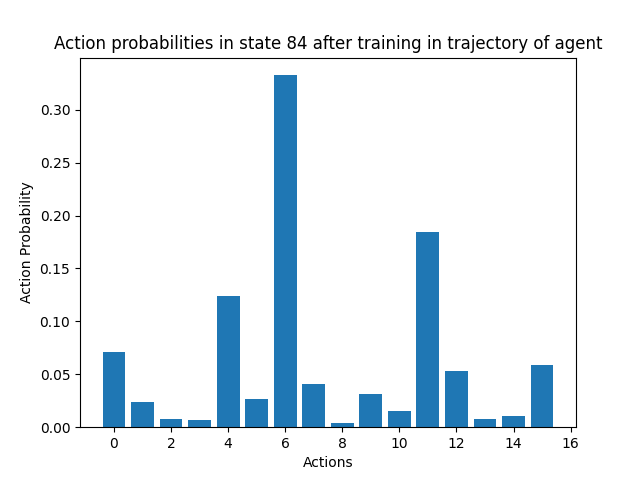 Action probabilities in state 84 after training in trajectory of agent
0.30
0.25
0.20
0.15
0.10
0.05
0.00
Action Probability
0 2 4 6 8 10 12 14 16
Actions